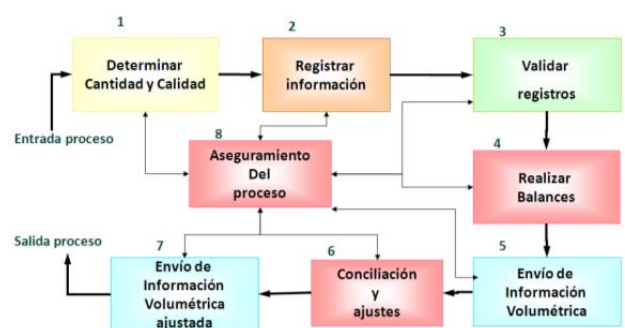 1
Determinar
Cantidad y Calidad
2
Registrar
información
3
Validar
registros
Entrada proceso
8
Aseguramiento
Del
proceso
4
Realizar
Balances
Salida proceso
7
Envío de
Información
Volumétrica
ajustada
6
Conciliación
y
ajustes
5
Envío de
Información
Volumétrica